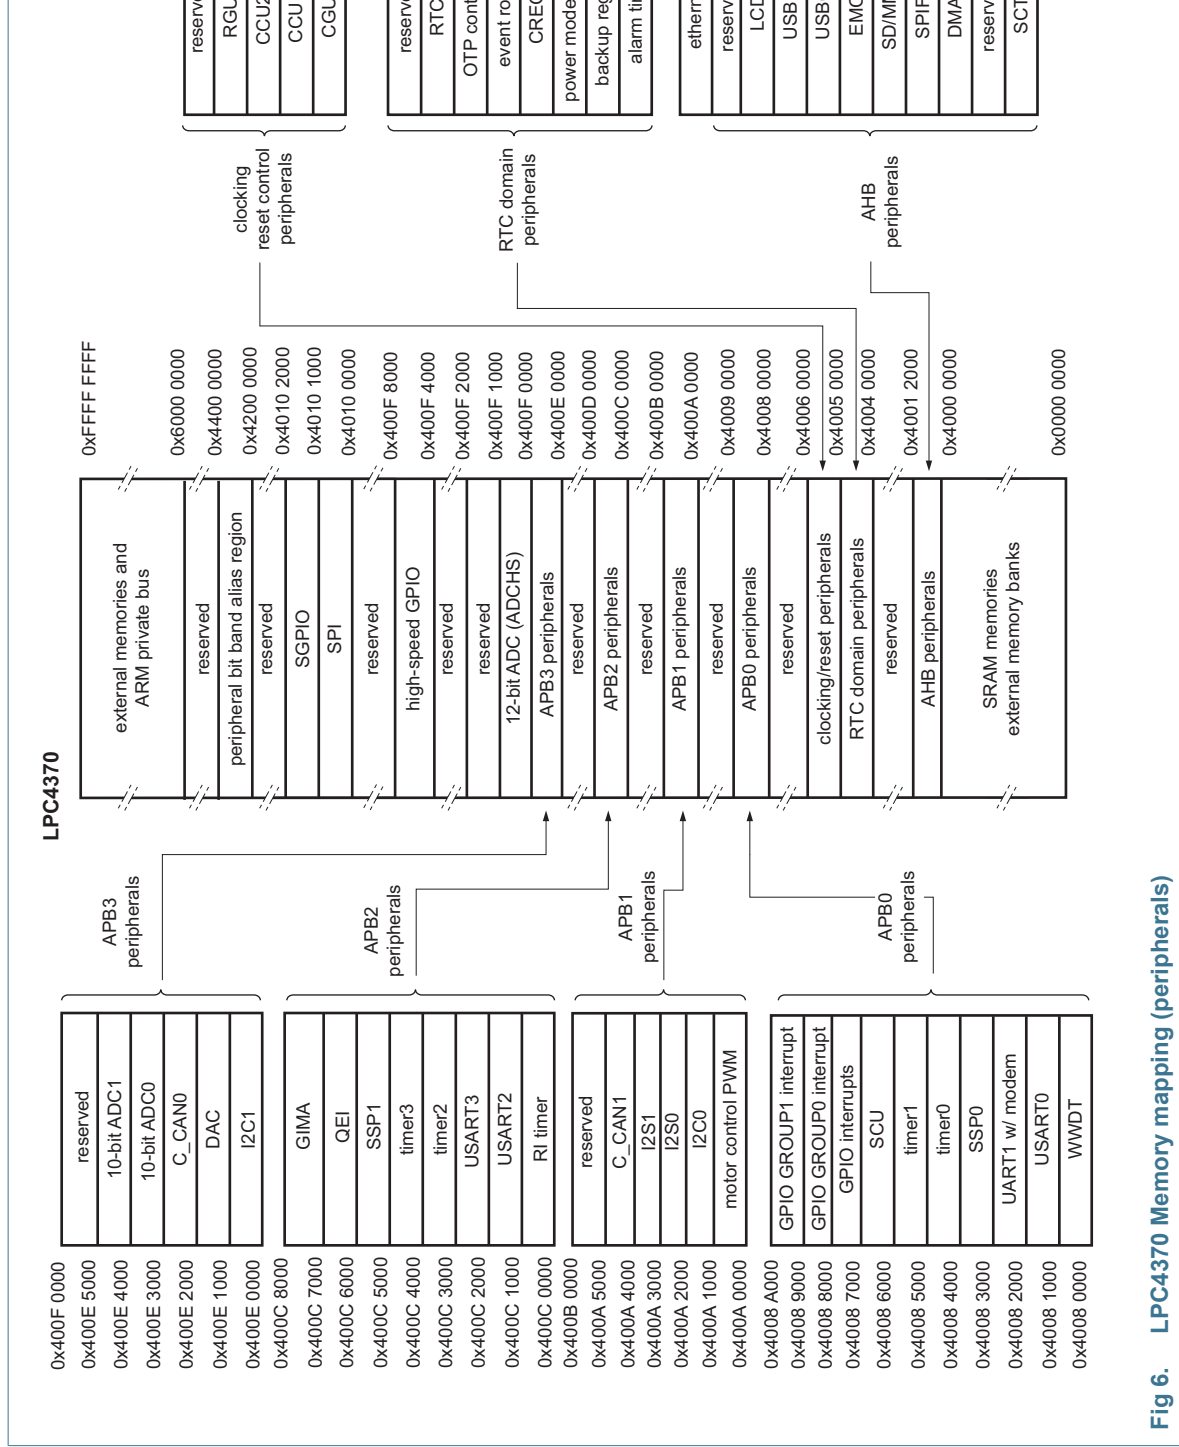 LPC4370
0x400F 0000
0x400E 5000
0x400E 4000
0x400E 3000
0x400E 2000
0x400E 1000
0x400E 0000
0x400C 8000
0x400C 7000
0x400C 6000
0x400C 5000
0x400C 4000
0x400C 3000
0x400C 2000
0x400C 1000
0x400C 0000
0x400B 0000
0x400A 5000
0x400A 4000
0x400A 3000
0x400A 2000
0x400A 1000
0x400A 0000
0x4008 A000
0x4008 9000
0x4008 8000
0x4008 7000
0x4008 6000
0x4008 5000
0x4008 4000
0x4008 3000
0x4008 2000
0x4008 1000
0x4008 0000
reserved
10-bit ADC1
10-bit ADC0
C_CAN0
DAC
I2C1
GIMA
QEI
SSP1
timer3
timer2
USART3
USART2
RI timer
reserved
C_CAN1
I2S1
I2S0
I2C0
motor control PWM
GPIO GROUP1 interrupt
GPIO GROUP0 interrupt
GPIO interrupts
SCU
timer1
timer0
SSP0
UART1 w/ modem
USART0
WWDT
APB3
peripherals
APB2
peripherals
APB1
peripherals
APB0
peripherals
external memories and
ARM private bus
reserved
peripheral bit band alias region
reserved
SGPIO
SPI
reserved
high-speed GPIO
reserved
reserved
12-bit ADC (ADCHS)
APB3 peripherals
reserved
APB2 peripherals
reserved
APB1 peripherals
reserved
APB0 peripherals
reserved
clocking/reset peripherals
RTC domain peripherals
reserved
AHB peripherals
SRAM memories
external memory banks
0xFFFF FFFF
0x6000 0000
0x4400 0000
0x4200 0000
0x4010 2000
0x4010 1000
0x4010 0000
0x400F 8000
0x400F 4000
0x400F 2000
0x400F 1000
0x400F 0000
0x400E 0000
0x400D 0000
0x400C 0000
0x400B 0000
0x400A 0000
0x4009 0000
0x4008 0000
0x4006 0000
0x4005 0000
0x4004 0000
0x4001 2000
0x4000 0000
0x0000 0000
clocking
reset control
peripherals
RTC domain
peripherals
AHB
peripherals
reserve
RGU
CCU2
CCU
CGU
reserve
RTC
OTP cont
event ro
CREG
power mode
backup reg
alarm ti
ethern
reserv
LCD
USB
USB
EMC
SD/M
SPIF
DMA
reserv
SCT
Fig 6. LPC4370 Memory mapping (peripherals)